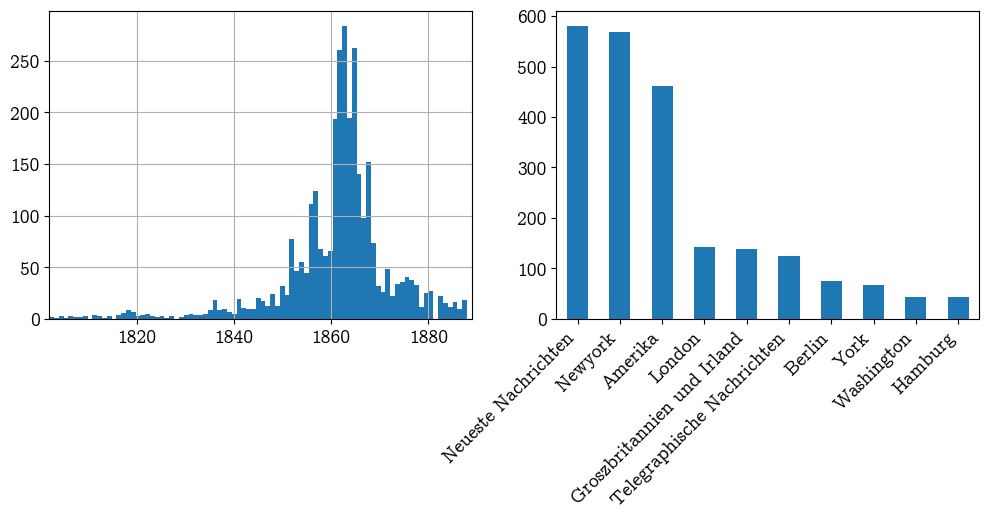 250
200
150
100
50
0
1820 1840 1860 1880
600
500
400
300
200
100
0
Neueste Nachrichten
Newyork
Amerika
London
Groszbritannien und Irland
Telegraphische Nachrichten
Berlin
York
Washington
Hamburg